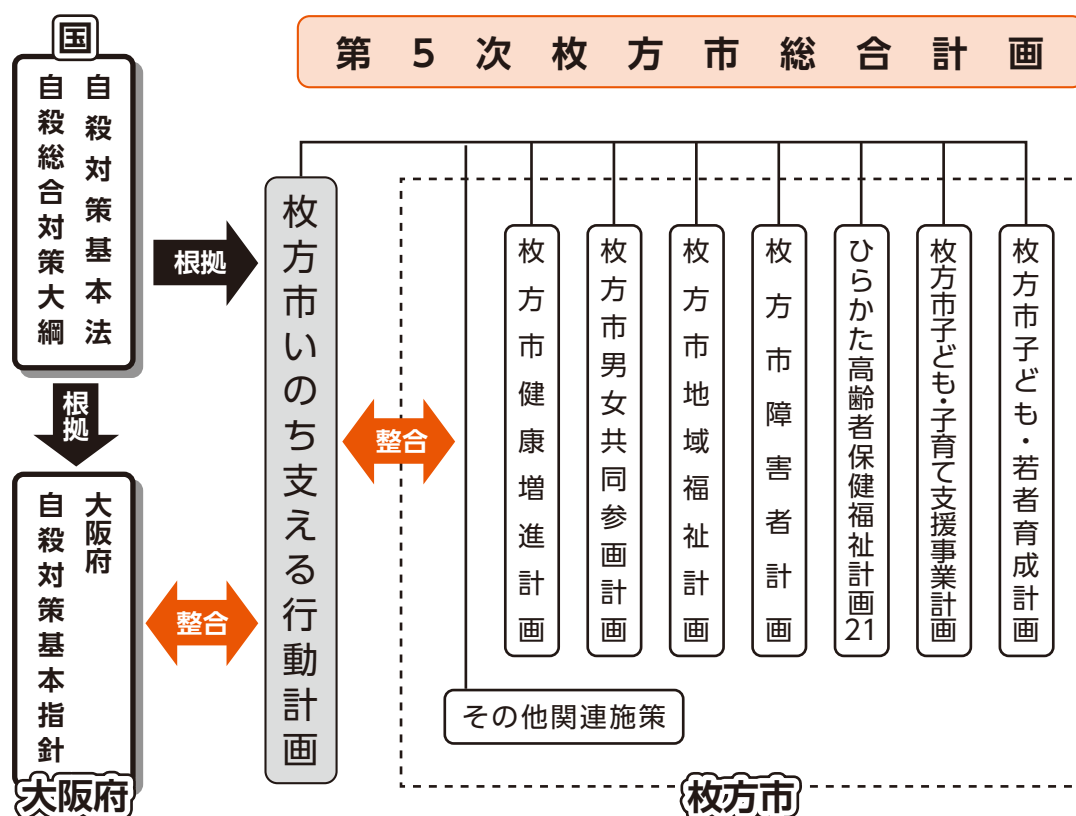 第5次枚方市総合計画
国
自殺対策基本法
自殺総合対策大綱
根拠
根拠
大阪府
自殺対策基本指針
大阪府
整合
枚方市いのち支える行動計画
整合
枚方市健康増進計画
枚方市男女共同参画計画
枚方市地域福祉計画
枚方市障害者計画
ひらかた高齢者保健福祉計画21
枚方市子ども・子育て支援事業計画
枚方市子ども・若者育成計画
その他関連施策
枚方市